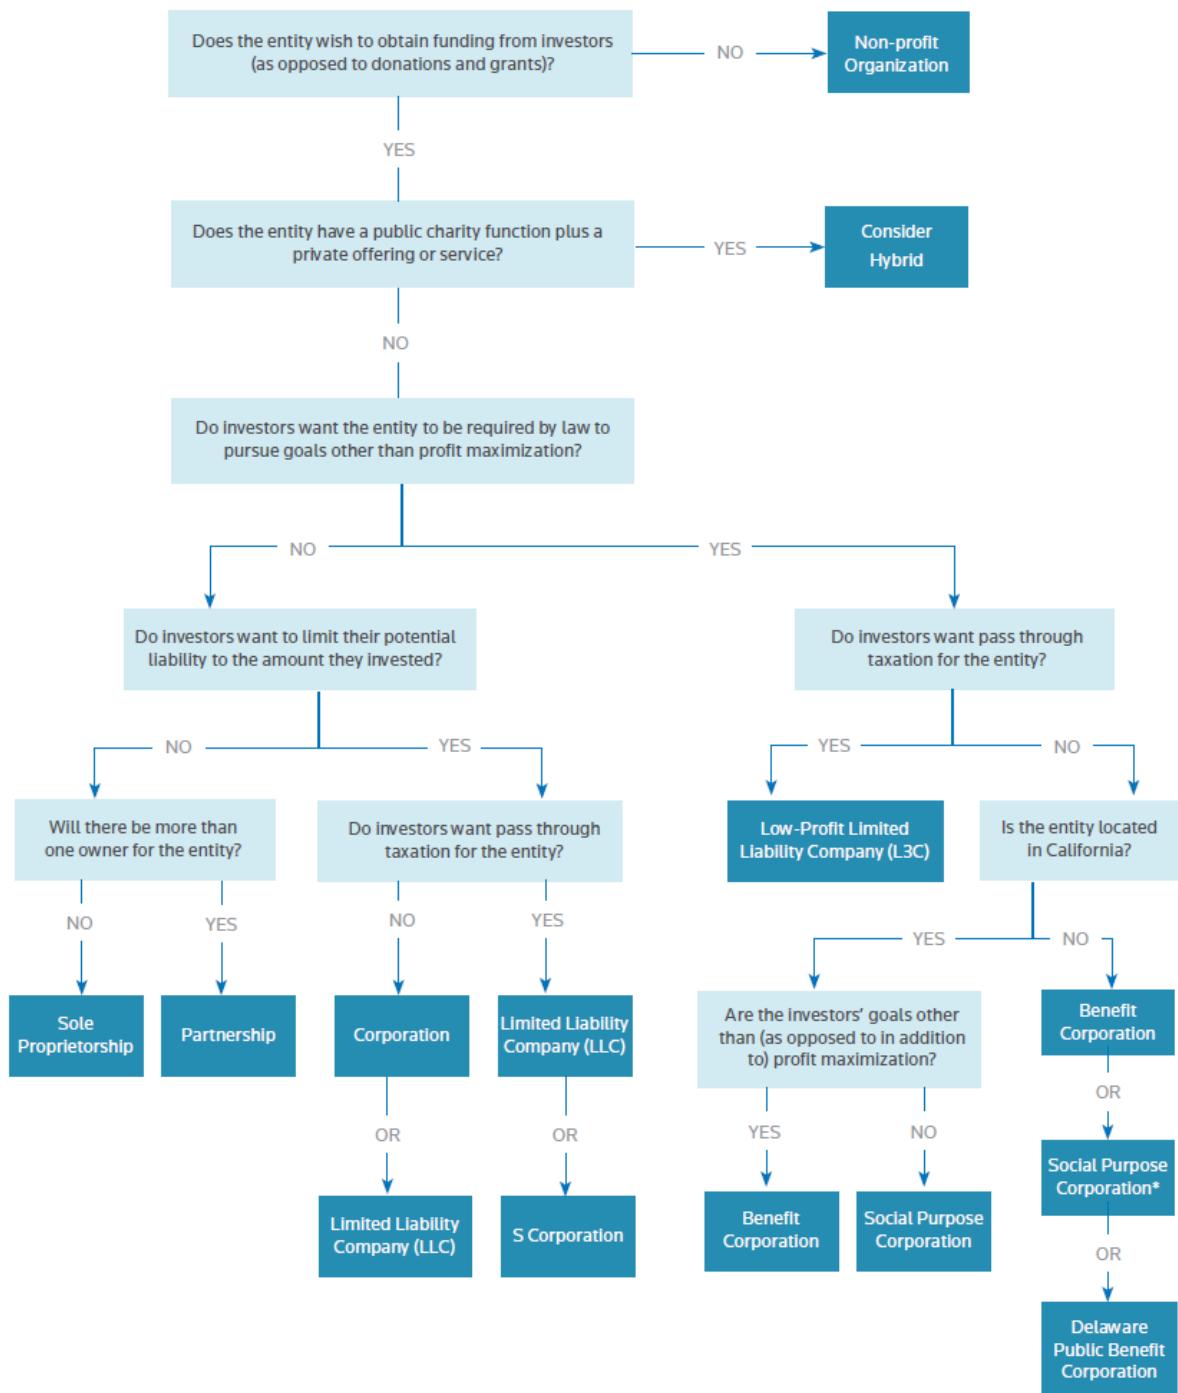 Does the entity wish to obtain funding from investors
(as opposed to donations and grants)?
NO
Non-profit
Organization
YES
Does the entity have a public charity function plus a
private offering or service?
YES
Consider
Hybrid
NO
Do investors want the entity to be required by law to
pursue goals other than profit maximization?
NO
YES
Do investors want to limit their potential
liability to the amount they invested?
Do investors want pass through
taxation for the entity?
NO
YES
YES
NO
Will there be more than
one owner for the entity?
Do investors want pass through
taxation for the entity?
Low-Profit Limited
Liability Company (L3C)
Is the entity located
in California?
NO
YES
NO
YES
YES
NO
Sole
Proprietorship
Partnership
Corporation
Limited Liability
Company (LLC)
Are the investors' goals other
than (as opposed to in addition
to) profit maximization?
Benefit
Corporation
OR
OR
YES
NO
OR
Limited Liability
Company (LLC)
S Corporation
Benefit
Corporation
Social Purpose
Corporation
Social Purpose
Corporation*
OR
Delaware
Public Benefit
Corporation